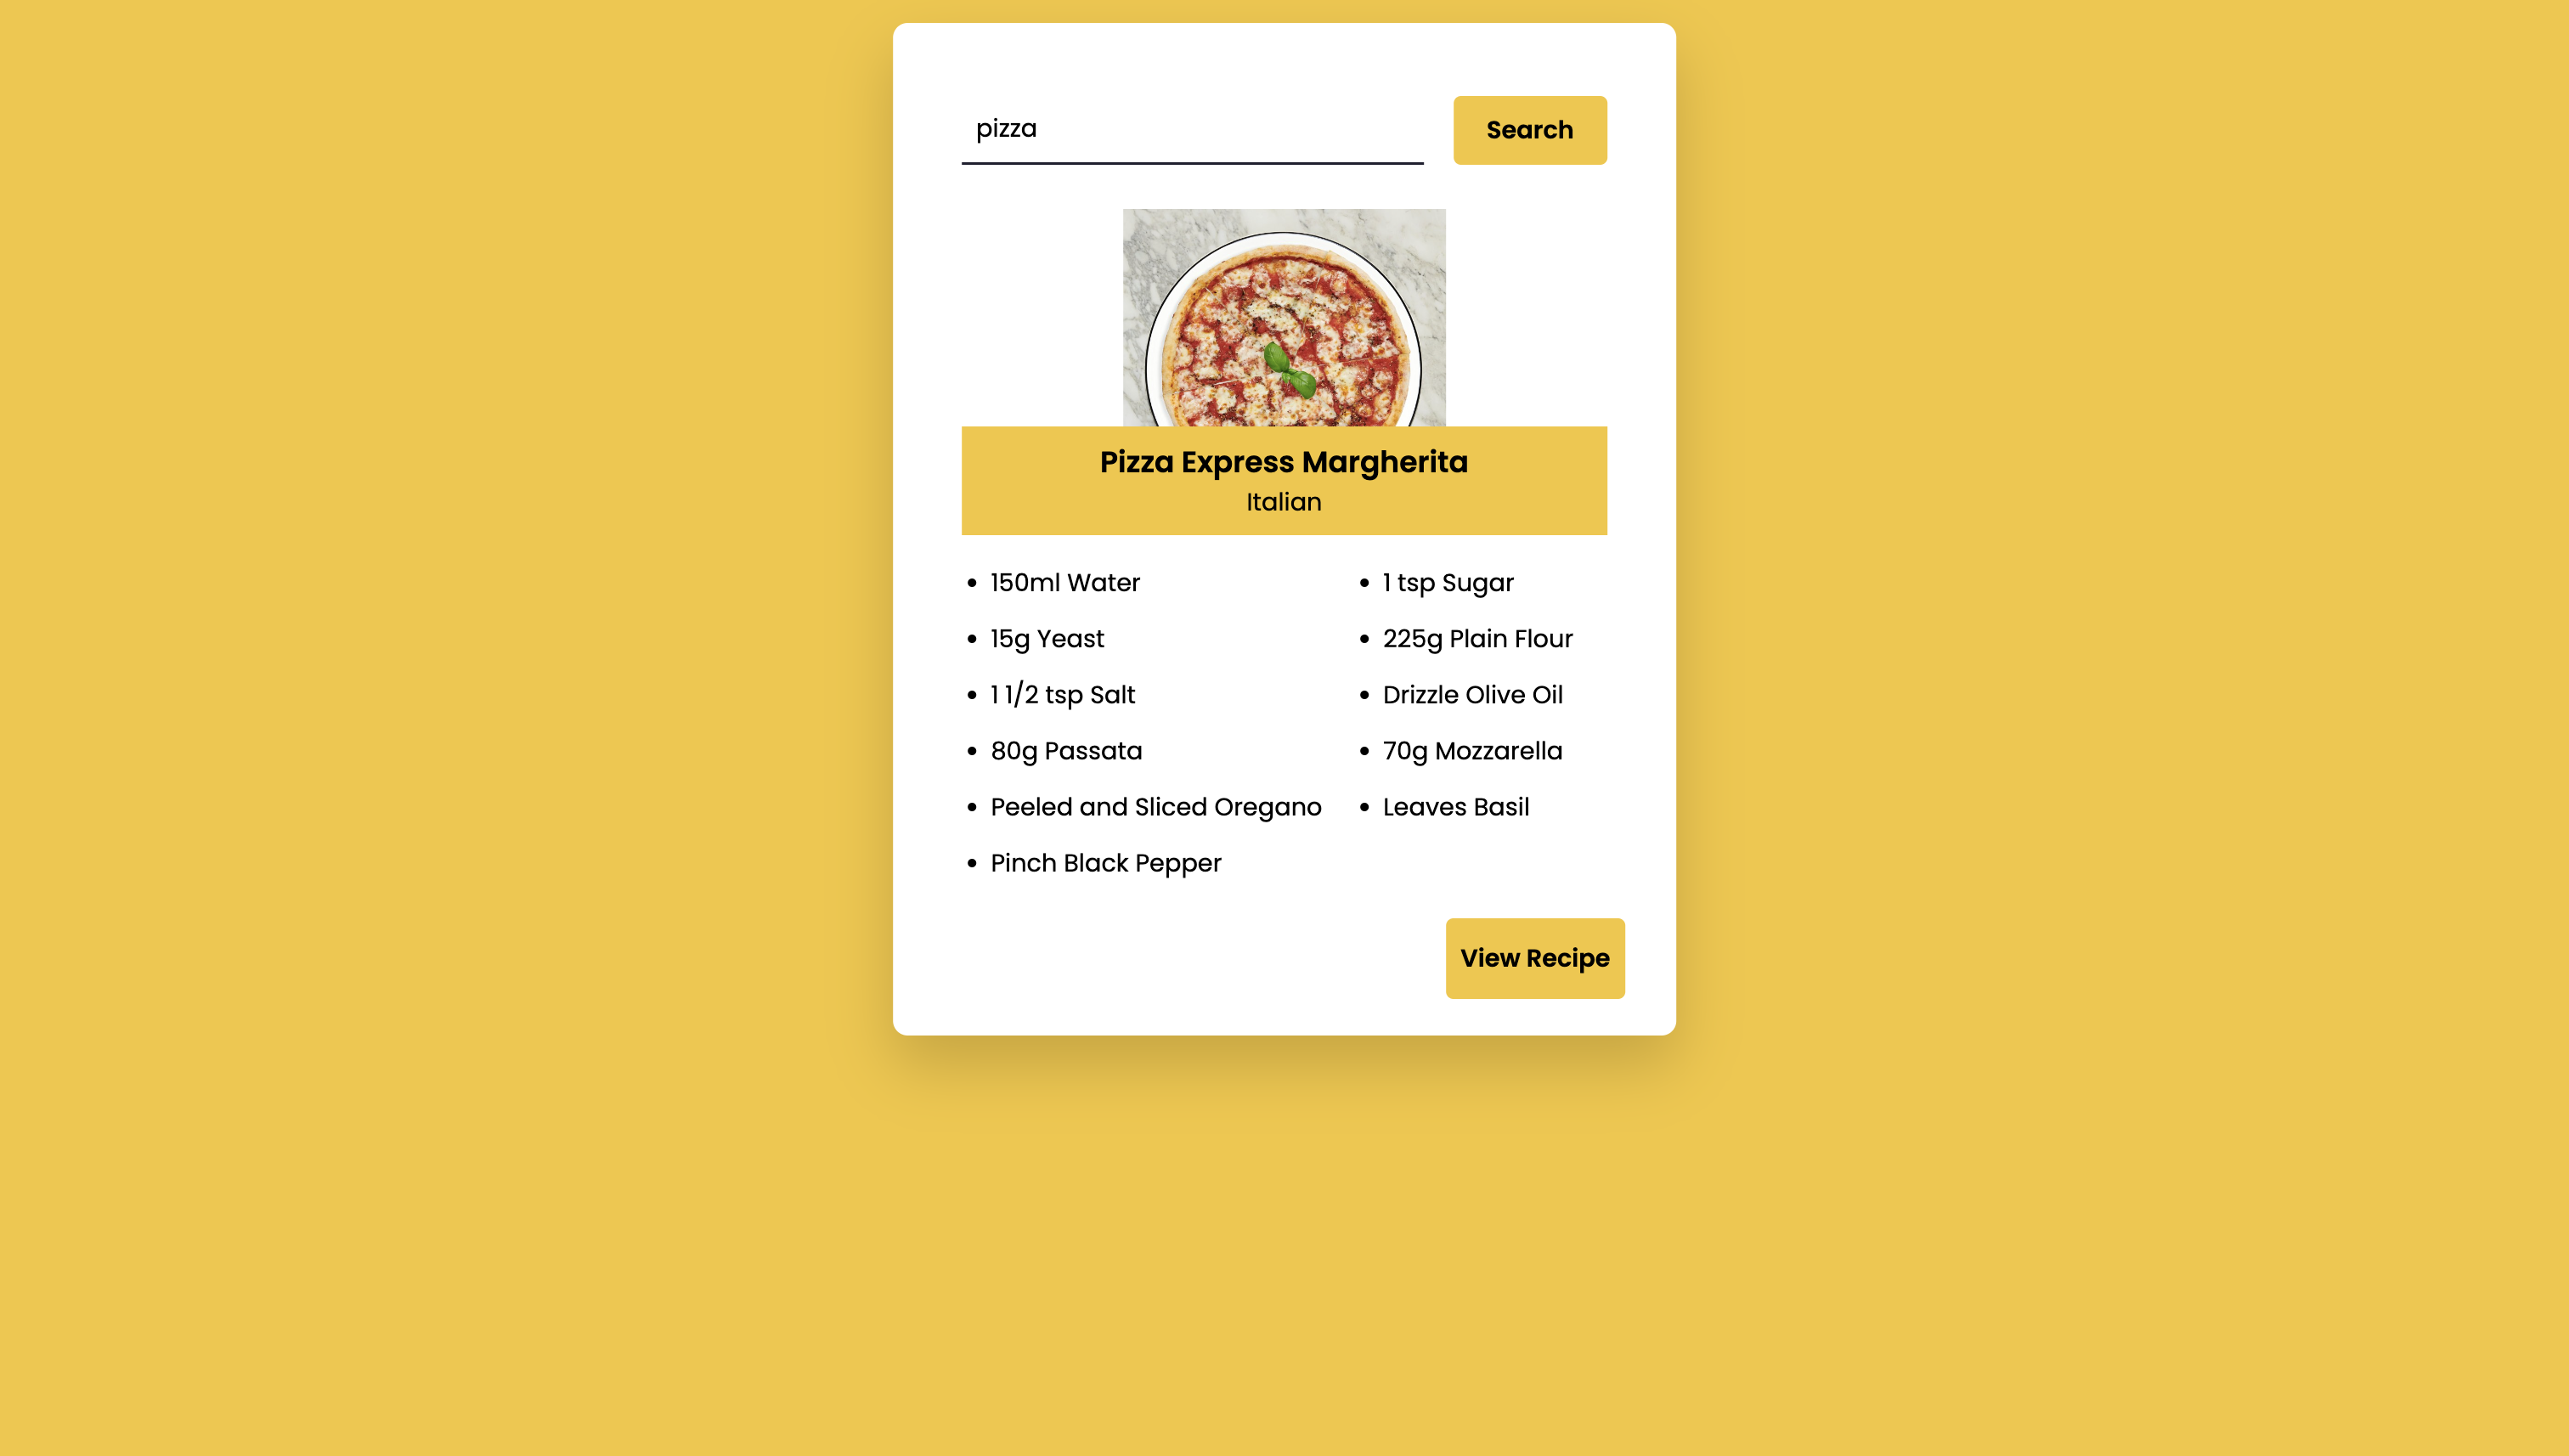 pizza
Search
Pizza Express Margherita
Italian
150ml Water
1 tsp Sugar
15g Yeast
225g Plain Flour
1 1/2 tsp Salt
Drizzle Olive Oil
80g Passata
70g Mozzarella
Peeled and Sliced Oregano
Leaves Basil
Pinch Black Pepper
View Recipe